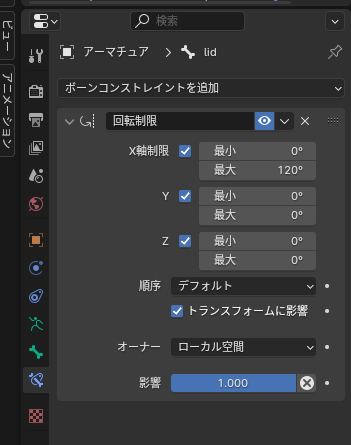 ビュー
アニメーション
検索
アーマチュア > lid
ボーンコンストレイントを追加
回転制限
X軸制限 最小 0°
最大 120°
Y 最小 0°
最大 0°
Z 最小 0°
最大 0°
順序 デフォルト
トランスフォームに影響
オーナー ローカル空間
影響 1.000